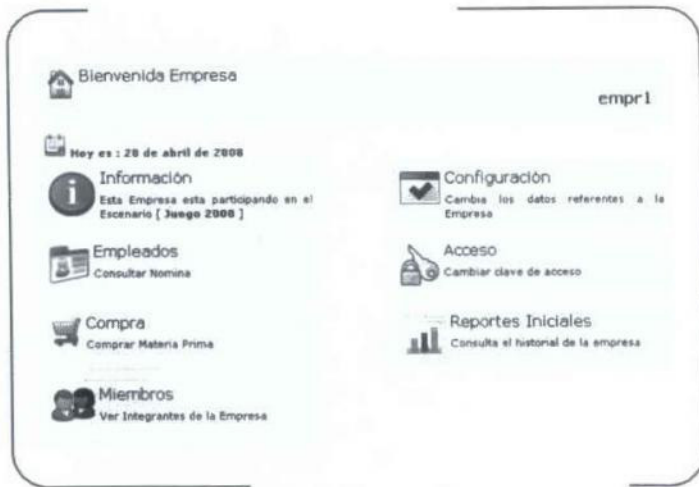 Bienvenida Empresa
empr1
Hoy es : 28 de abril de 2008
Información
Esta Empresa esta participando en el
Escenario [ Juego 2008 ]
Empleados
Consultar Nomina
Compra
Comprar Materia Prima
Miembros
Ver Integrantes de la Empresa
Configuración
Cambia los datos referentes a la
Empresa
Acceso
Cambiar clave de acceso
Reportes Iniciales
Consulta el historial de la empresa